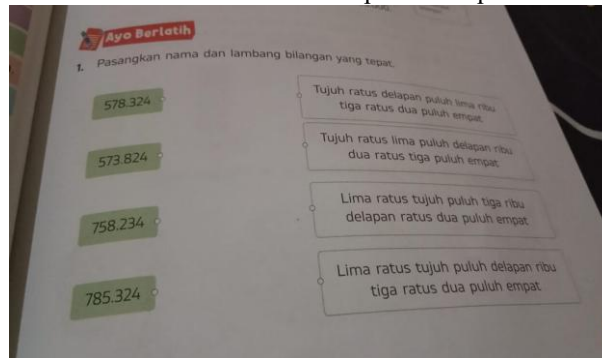 Ayo Berlatih
1. Pasangkan nama dan lambang bilangan yang tepat.
578.324
Tujuh ratus delapan puluh lima ribu
tiga ratus dua puluh empat
573.824
Tujuh ratus lima puluh delapan ribu
dua ratus tiga puluh empat
758.234
Lima ratus tujuh puluh tiga ribu
delapan ratus dua puluh empat
785.324
Lima ratus tujuh puluh delapan ribu
tiga ratus dua puluh empat